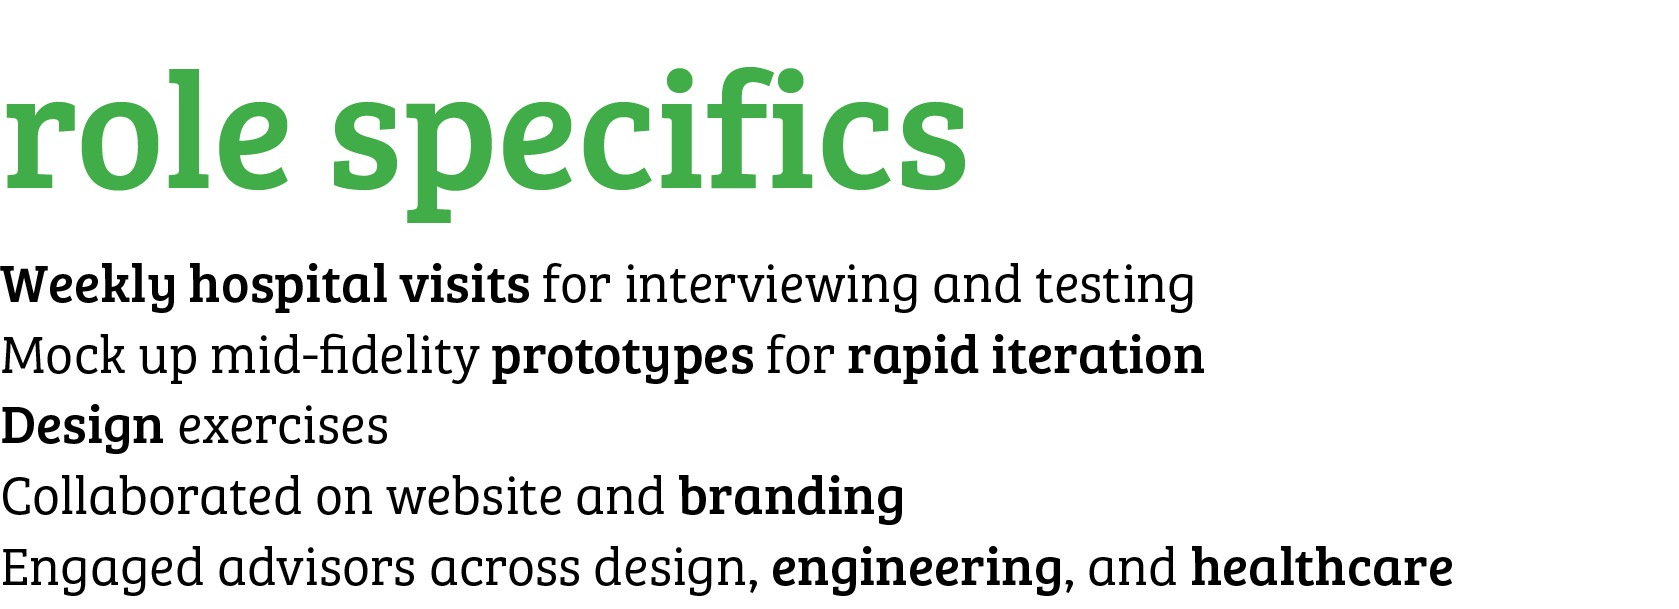 role specifics
Weekly hospital visits for interviewing and testing
Mock up mid-fidelity prototypes for rapid iteration
Design exercises
Collaborated on website and branding
Engaged advisors across design, engineering, and healthcare